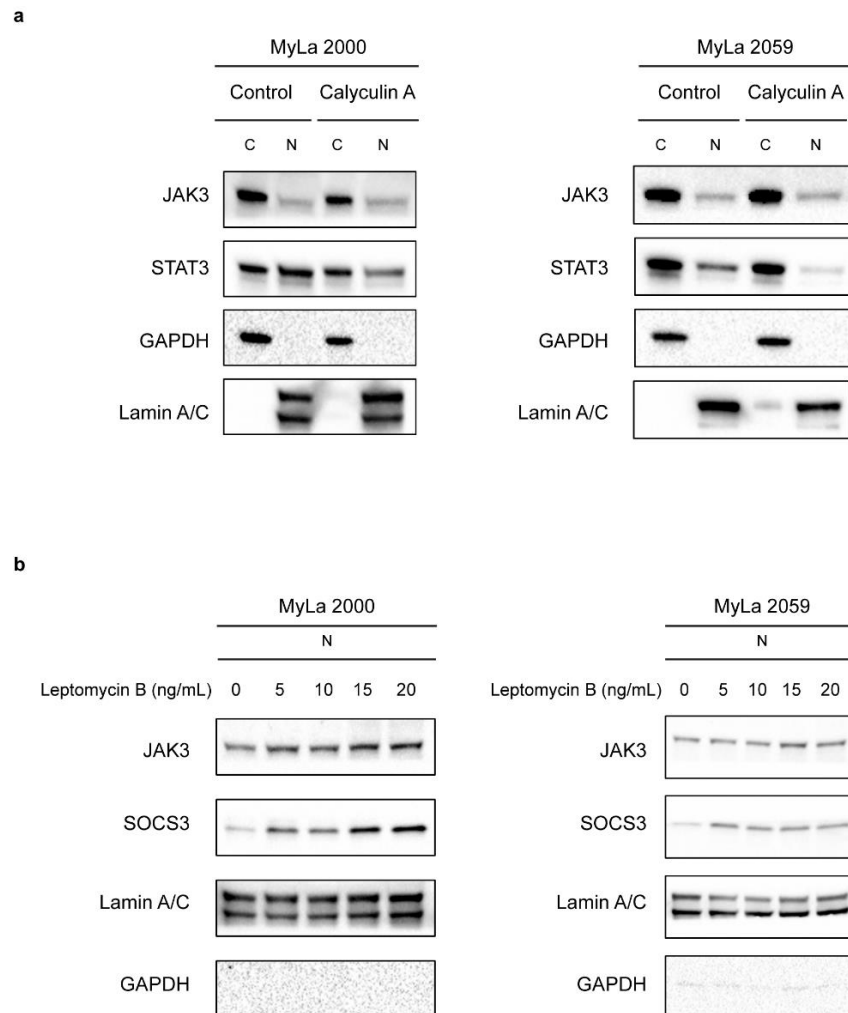 a
MyLa 2000
Control Calyculin A
C N C N
JAK3
STAT3
GAPDH
Lamin A/C
MyLa 2059
Control Calyculin A
C N C N
JAK3
STAT3
GAPDH
Lamin A/C
b
MyLa 2000
N
Leptomycin B (ng/mL) 0 5 10 15 20
JAK3
SOCS3
Lamin A/C
GAPDH
MyLa 2059
N
Leptomycin B (ng/mL) 0 5 10 15 20
JAK3
SOCS3
Lamin A/C
GAPDH